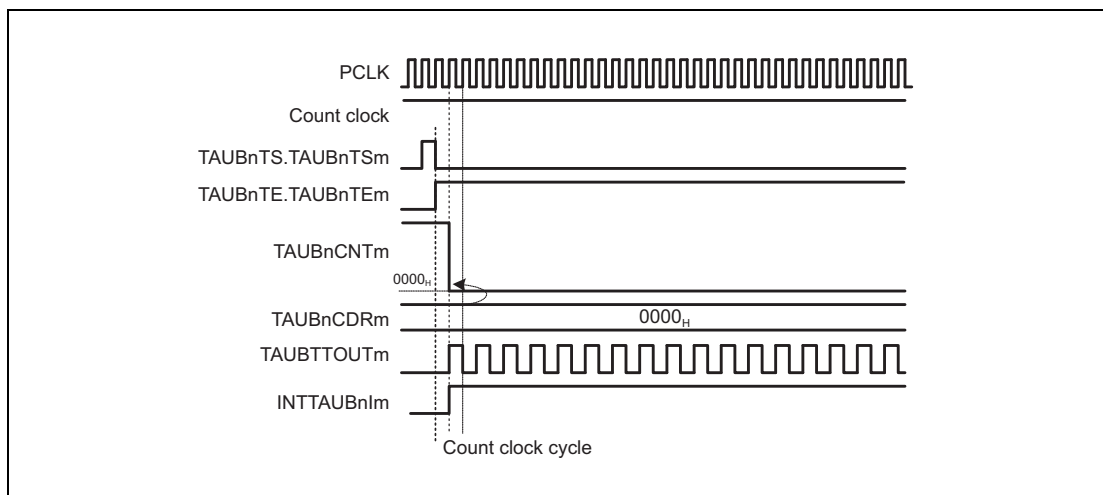 PCLK
Count clock
TAUBnTS.TAUBnTSm
TAUBnTE.TAUBnTEm
TAUBnCNTm
0000H
TAUBnCDRm
0000H
TAUBTTOUTm
INTTAUBnIm
Count clock cycle